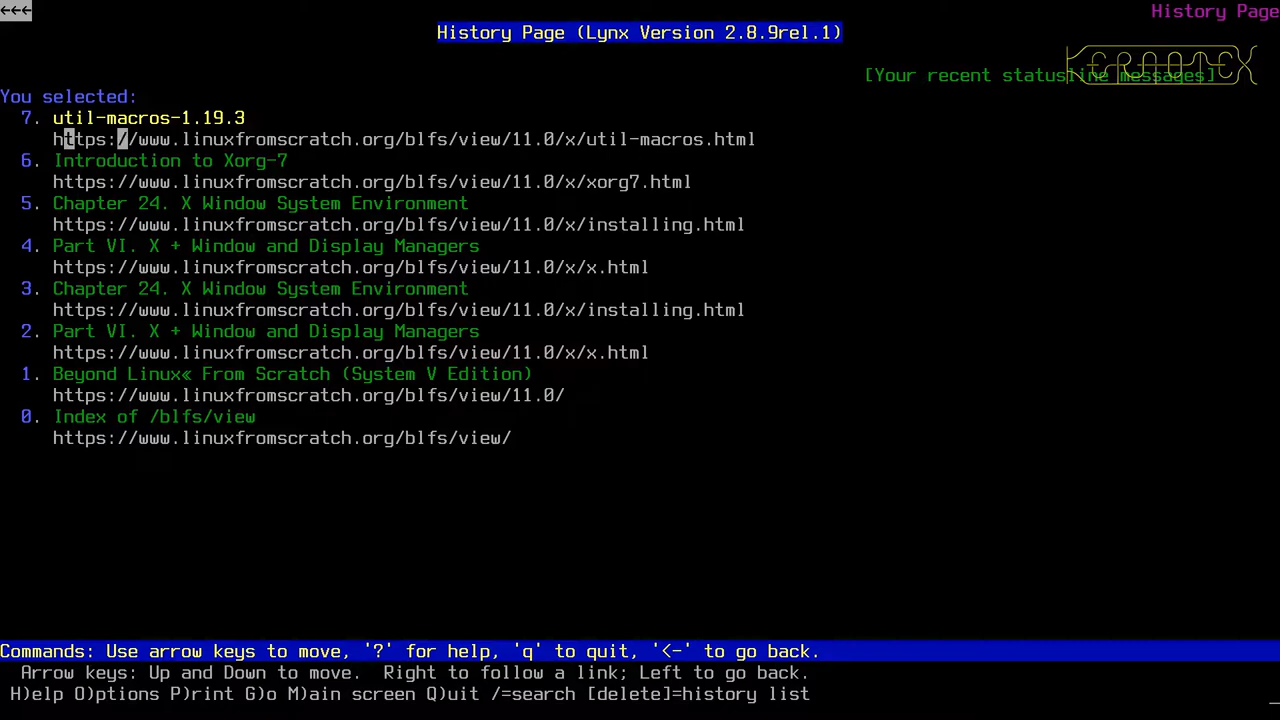 ←←←
History Page
History Page (Lynx Version 2.8.9rel.1)
KERNOTEX
[Your recent statusline messages]
You selected:
7. util-macros-1.19.3
https://www.linuxfromscratch.org/blfs/view/11.0/x/util-macros.html
6. Introduction to Xorg-7
https://www.linuxfromscratch.org/blfs/view/11.0/x/xorg7.html
5. Chapter 24. X Window System Environment
https://www.linuxfromscratch.org/blfs/view/11.0/x/installing.html
4. Part VI. X + Window and Display Managers
https://www.linuxfromscratch.org/blfs/view/11.0/x/x.html
3. Chapter 24. X Window System Environment
https://www.linuxfromscratch.org/blfs/view/11.0/x/installing.html
2. Part VI. X + Window and Display Managers
https://www.linuxfromscratch.org/blfs/view/11.0/x/x.html
1. Beyond Linux« From Scratch (System V Edition)
https://www.linuxfromscratch.org/blfs/view/11.0/
0. Index of /blfs/view
https://www.linuxfromscratch.org/blfs/view/
Commands: Use arrow keys to move, '?' for help, 'q' to quit, '<-' to go back.
Arrow keys: Up and Down to move. Right to follow a link; Left to go back.
H)elp O)ptions P)rint G)o M)ain screen Q)uit /=search [delete]=history list